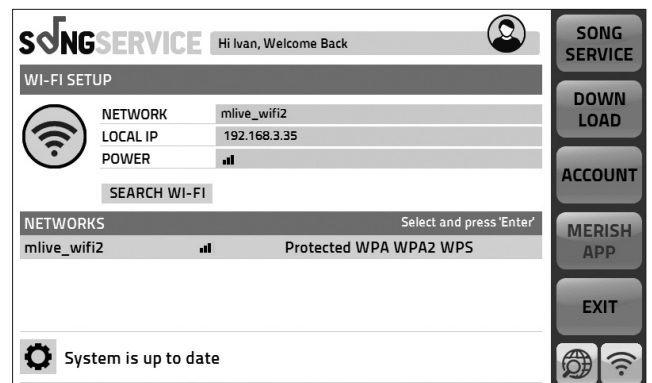 SONGSERVICE Hi Ivan, Welcome Back
WI-FI SETUP
NETWORK mlive_wifi2
LOCAL IP 192.168.3.35
POWER
SEARCH WI-FI
NETWORKS Select and press 'Enter'
mlive_wifi2 Protected WPA WPA2 WPS
System is up to date
SONG
SERVICE
DOWN
LOAD
ACCOUNT
MERISH
APP
EXIT